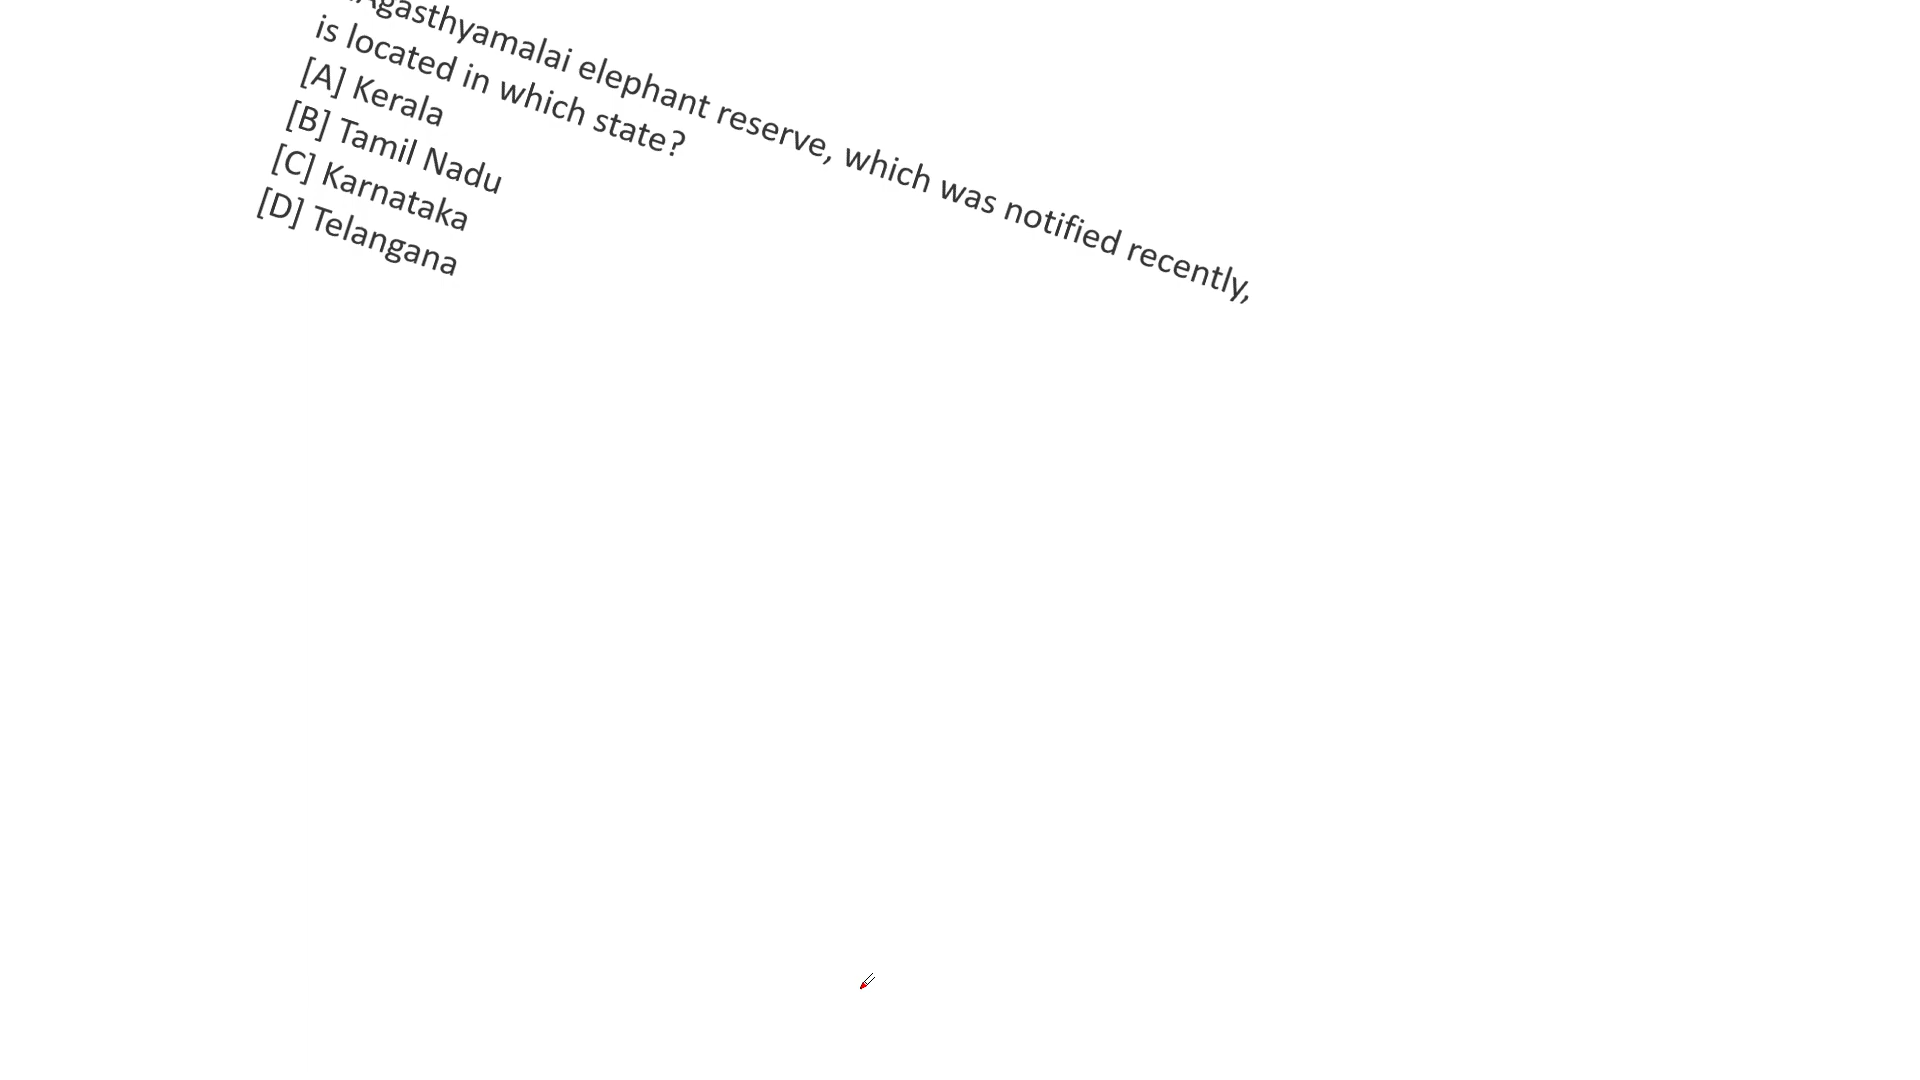 Agasthyamalai elephant reserve, which was notified recently,
is located in which state?
[A] Kerala
[B] Tamil Nadu
[C] Karnataka
[D] Telangana